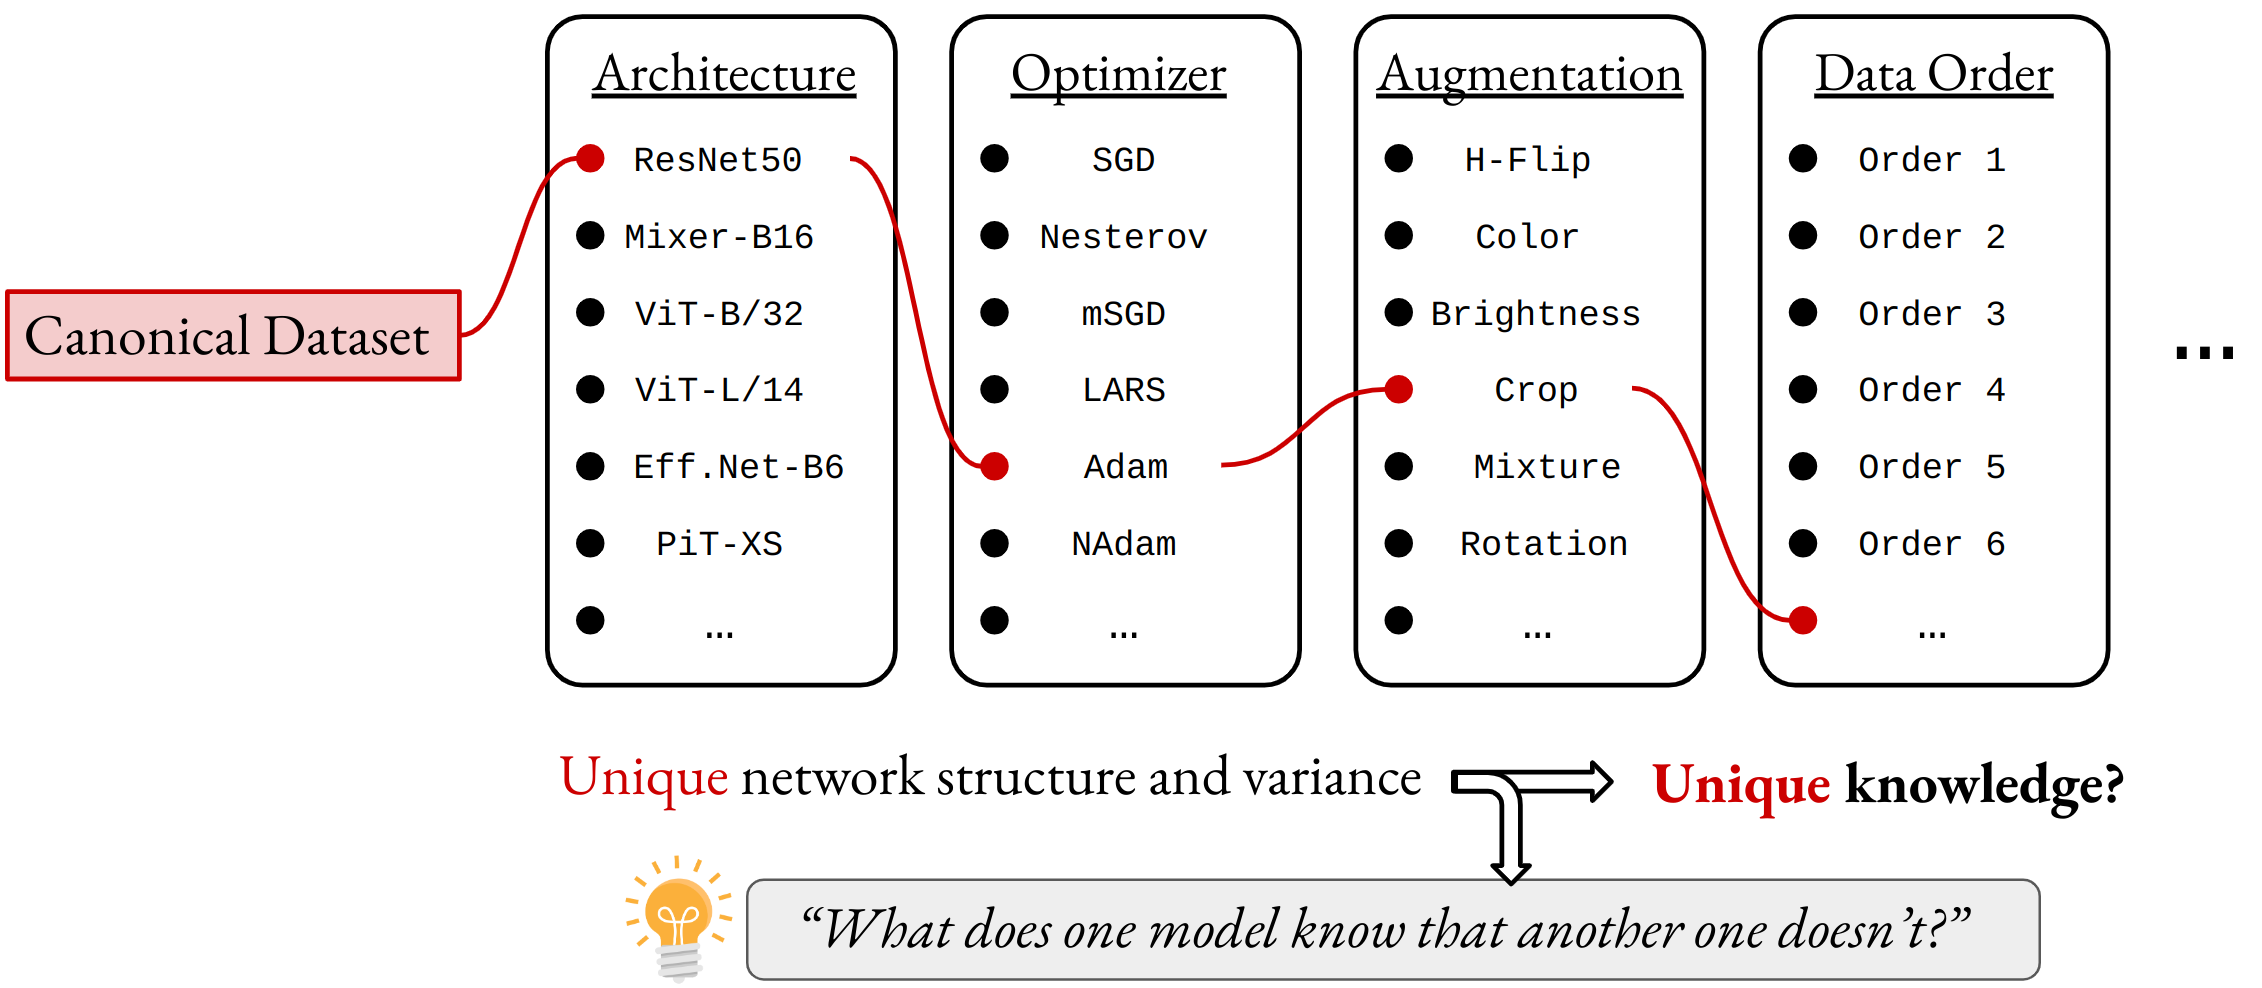 Canonical Dataset
Architecture
ResNet50
Mixer-B16
ViT-B/32
ViT-L/14
Eff.Net-B6
PiT-XS
...
Optimizer
SGD
Nesterov
mSGD
LARS
Adam
NAdam
...
Augmentation
H-Flip
Color
Brightness
Crop
Mixture
Rotation
...
Data Order
Order 1
Order 2
Order 3
Order 4
Order 5
Order 6
...
...
Unique network structure and variance
Unique knowledge?
“What does one model know that another one doesn’t?”